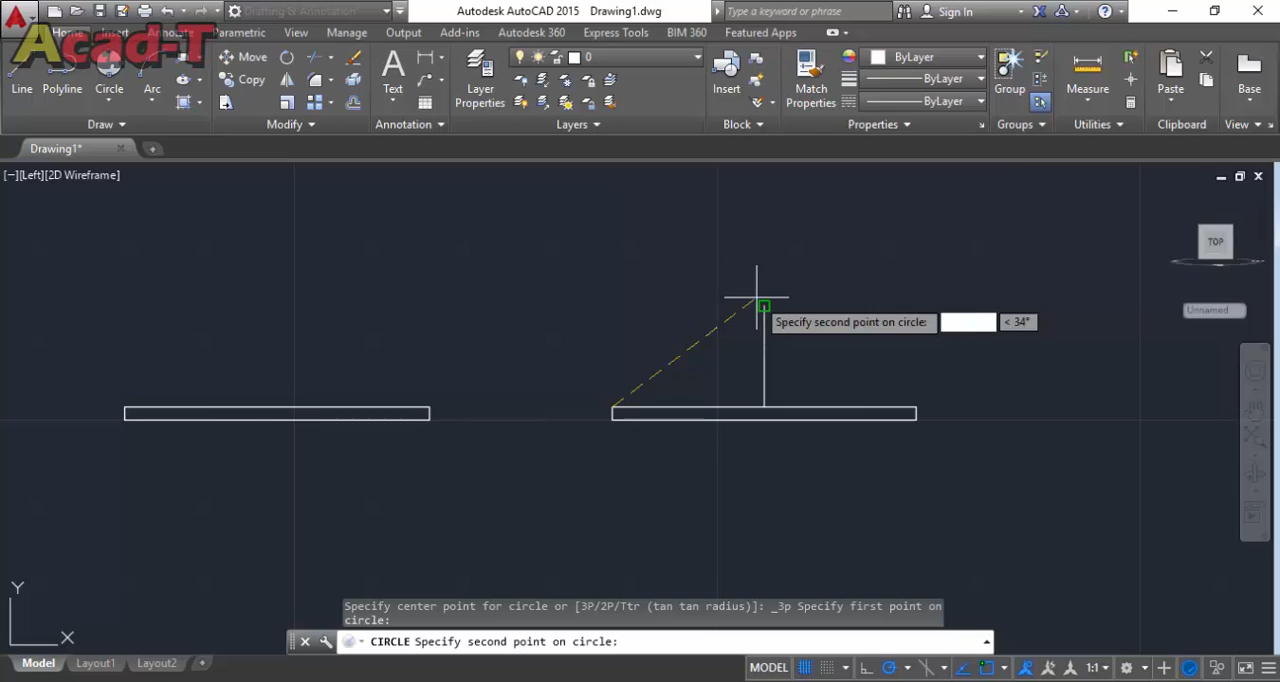 Drafting & Annotation
Autodesk AutoCAD 2015 Drawing1.dwg
Type a keyword or phrase
Sign In
Acad-T
Home Insert Annotate Parametric View Manage Output Add-ins Autodesk 360 Express Tools BIM 360 Featured Apps
Line Polyline Circle Arc
Move
Copy
Text
Layer
Properties
0
Insert
Match
Properties
ByLayer
ByLayer
ByLayer
Group
Measure
Paste
Base
Draw Modify Annotation Layers Block Properties Groups Utilities Clipboard View
Drawing1*
[−][Left][2D Wireframe]
TOP
Unnamed
Specify second point on circle: < 34°
Y
X
Specify center point for circle or [3P/2P/Ttr (tan tan radius)]: _3p Specify first point on
circle:
CIRCLE Specify second point on circle:
Model Layout1 Layout2
MODEL 1:1